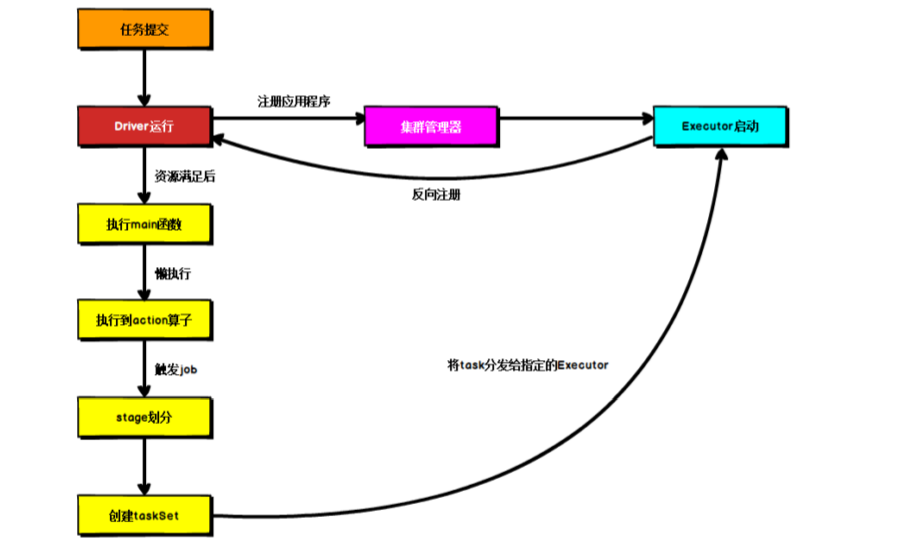 任务提交
注册应用程序
Driver运行
集群管理器
Executor启动
资源满足后
反向注册
执行main函数
懒执行
执行到action算子
触发job
将task分发给指定的Executor
stage划分
创建taskSet